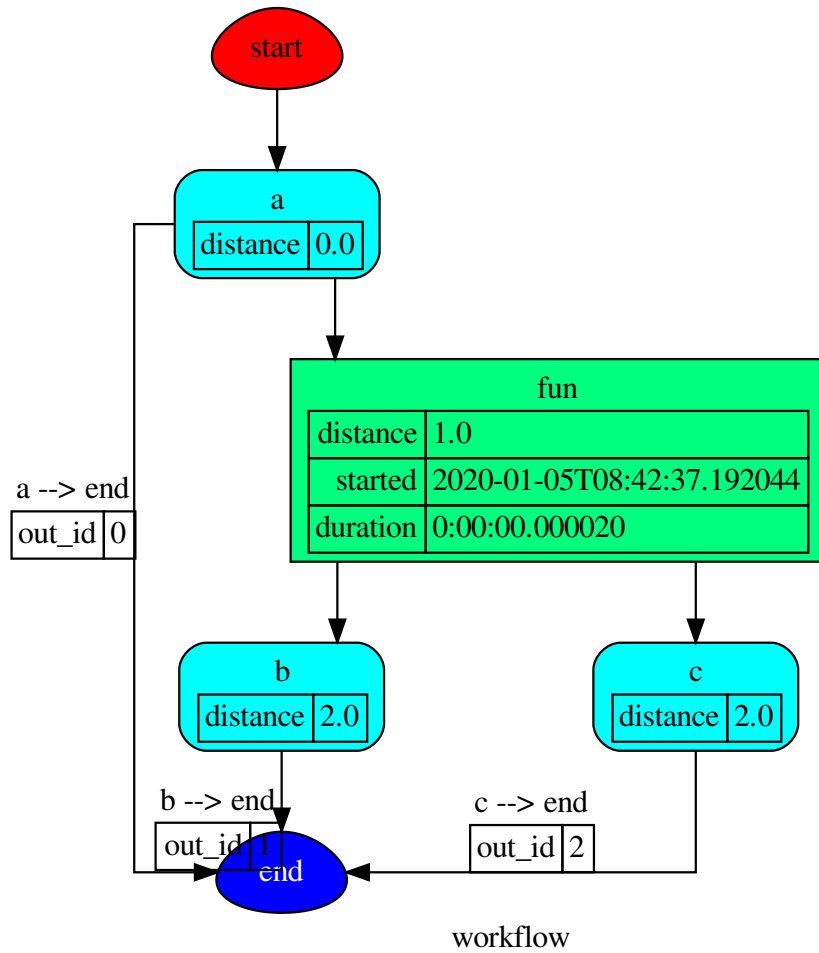 start
a
distance 0.0
fun
distance 1.0
started 2020-01-05T08:42:37.192044
duration 0:00:00.000020
a --> end
out_id 0
b
distance 2.0
c
distance 2.0
b --> end
out_id 1
c --> end
out_id 2
end
workflow